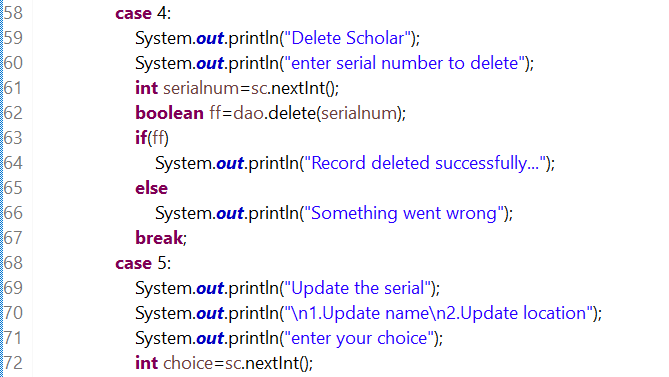 58 case 4:
59 System.out.println("Delete Scholar");
60 System.out.println("enter serial number to delete");
61 int serialnum=sc.nextInt();
62 boolean ff=dao.delete(serialnum);
63 if(ff)
64 System.out.println("Record deleted successfully...");
65 else
66 System.out.println("Something went wrong");
67 break;
68 case 5:
69 System.out.println("Update the serial");
70 System.out.println("\n1.Update name\n2.Update location");
71 System.out.println("enter your choice");
72 int choice=sc.nextInt();